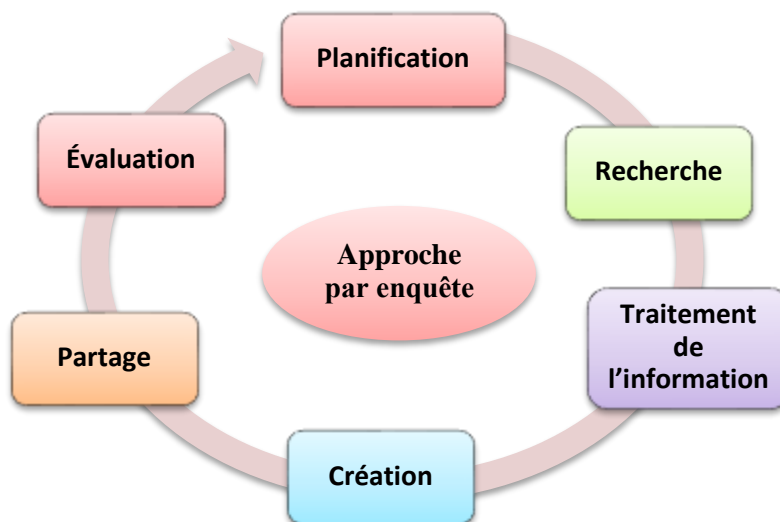 Planification
Recherche
Traitement
de
l’information
Création
Partage
Évaluation
Approche
par enquête